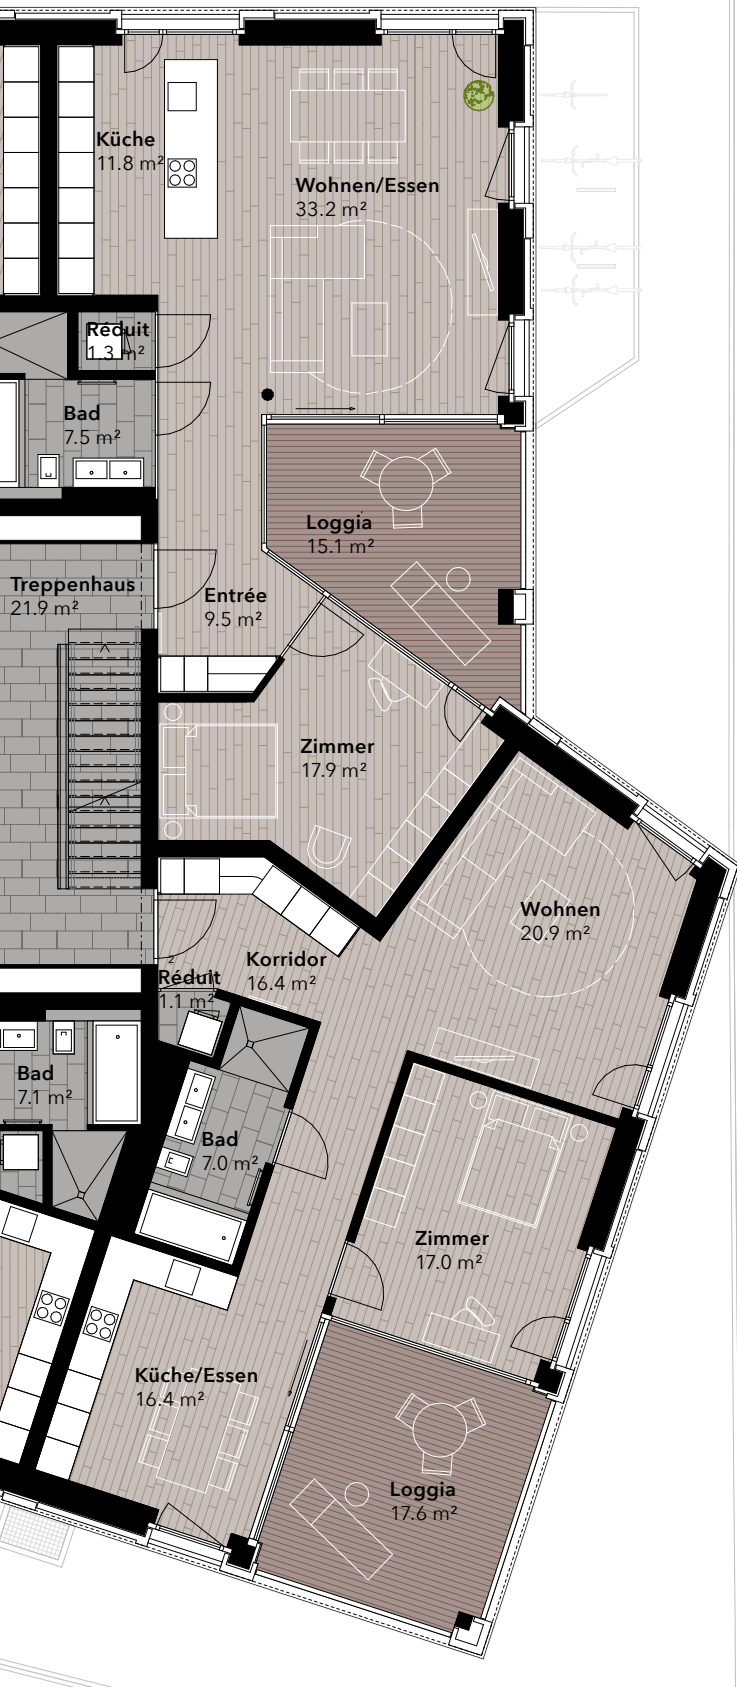 Küche
11.8 m²
Wohnen/Essen
33.2 m²
Réduit
1.3 m²
Bad
7.5 m²
Loggia
15.1 m²
Treppenhaus
21.9 m²
Entrée
9.5 m²
Zimmer
17.9 m²
Wohnen
20.9 m²
Korridor
16.4 m²
2
Réduit
1.1 m²
Bad
7.1 m²
Bad
7.0 m²
Zimmer
17.0 m²
Küche/Essen
16.4 m²
Loggia
17.6 m²